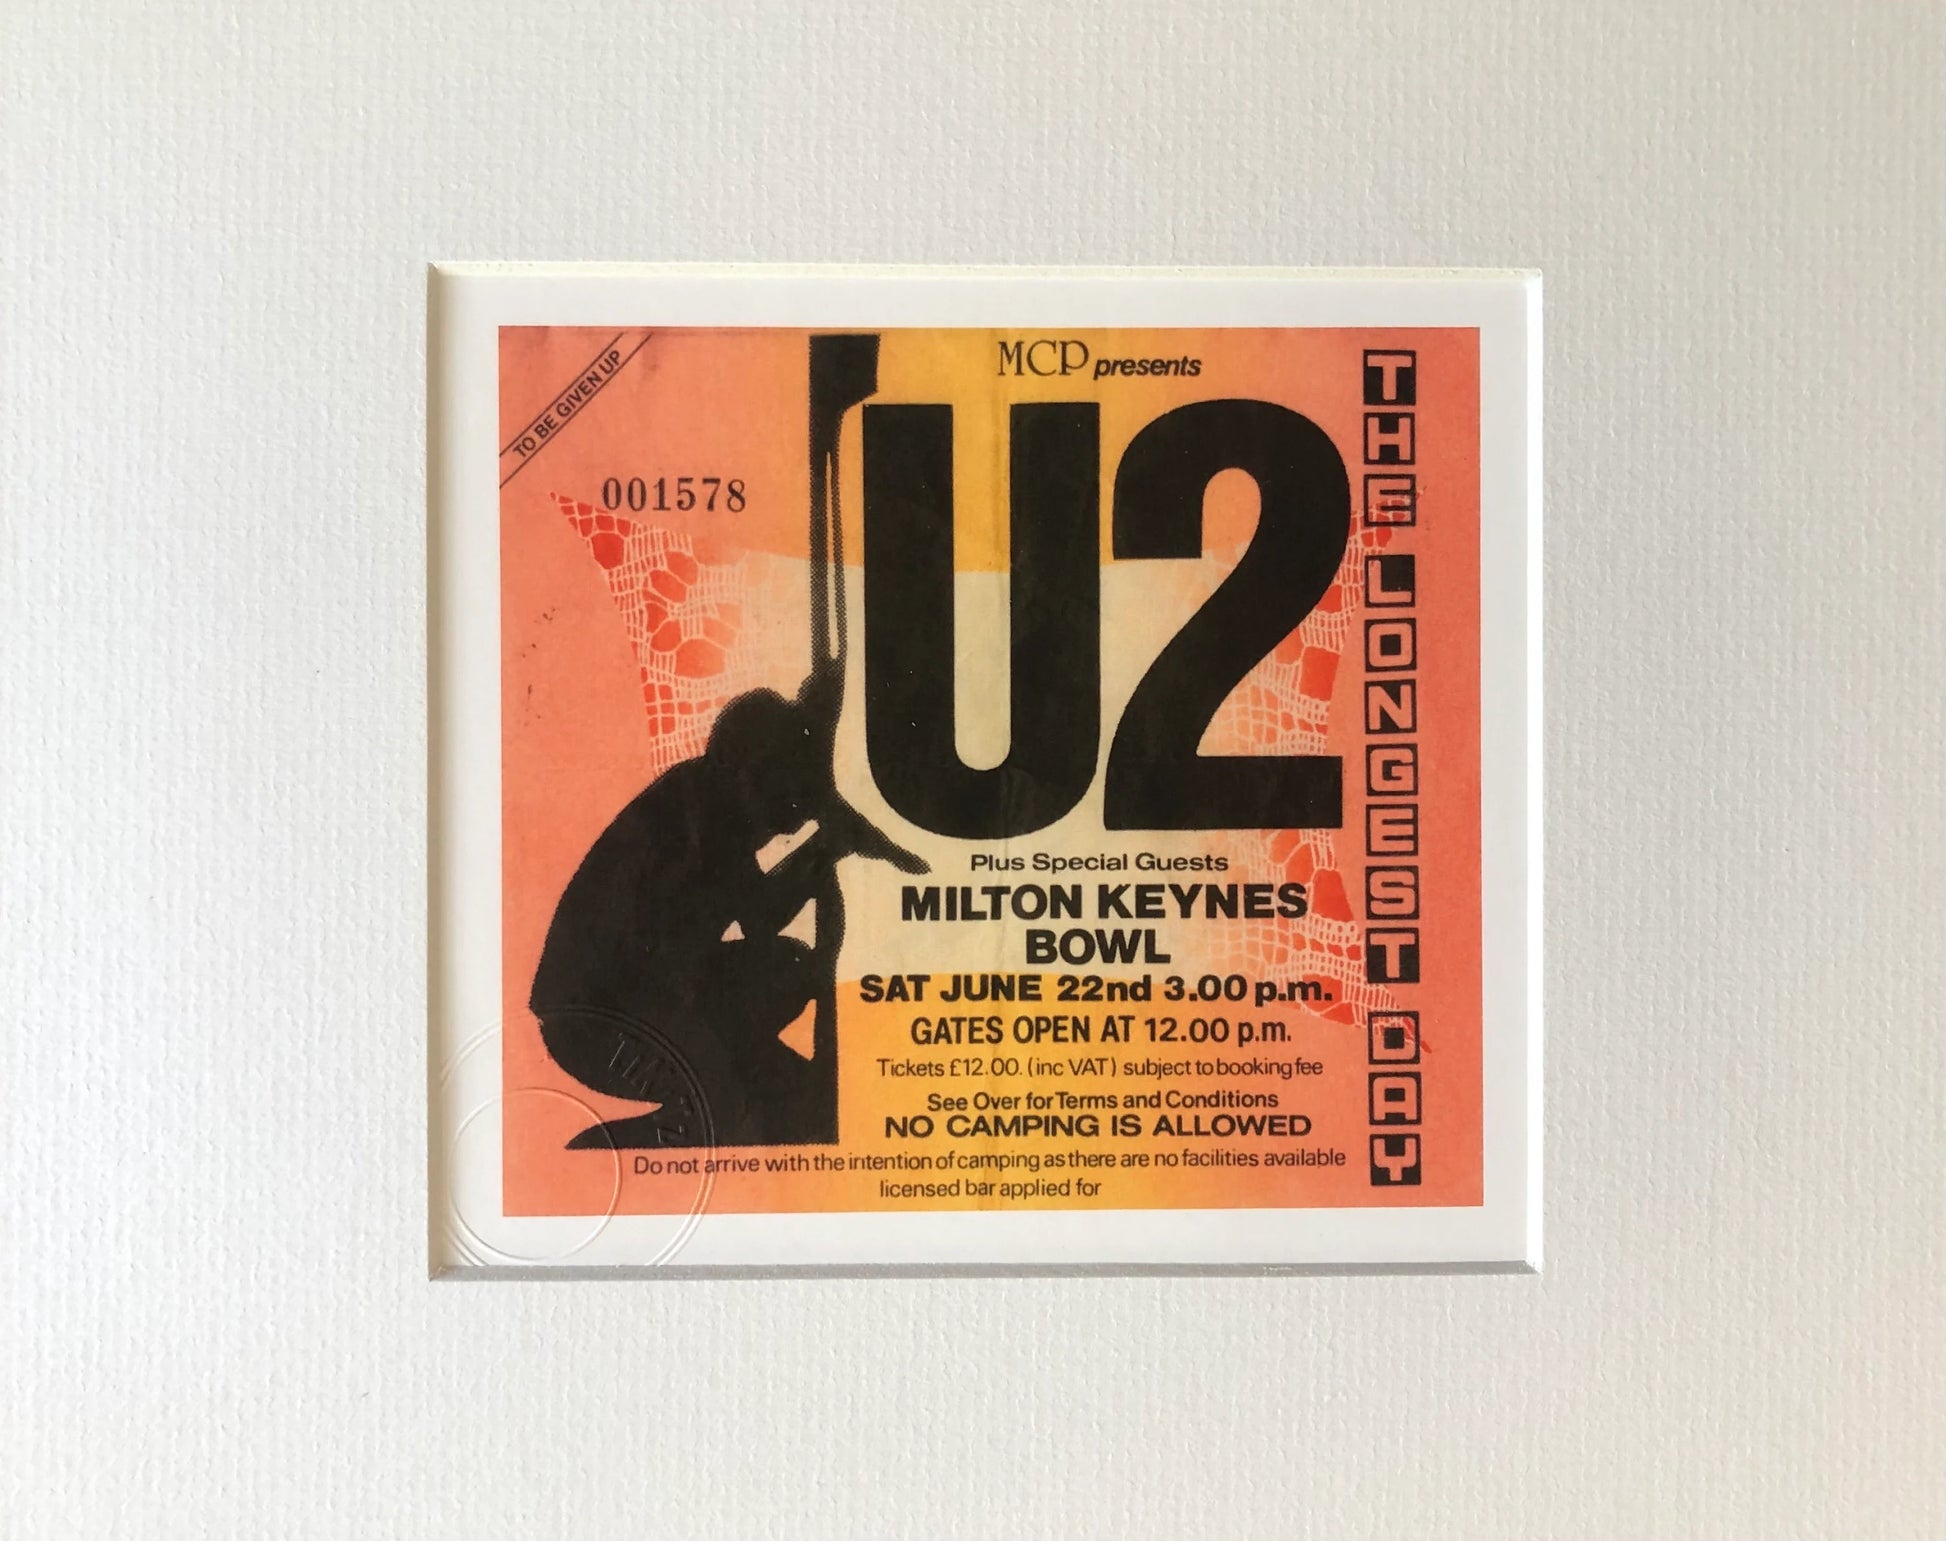 TO BE GIVEN UP
001578
MCP presents
U2
Plus Special Guests
MILTON KEYNES
BOWL
SAT JUNE 22nd 3.00 p.m.
GATES OPEN AT 12.00 p.m.
Tickets £12.00. (inc VAT) subject to booking fee
See Over for Terms and Conditions
NO CAMPING IS ALLOWED
Do not arrive with the intention of camping as there are no facilities available
licensed bar applied for
THE LONGEST DAY